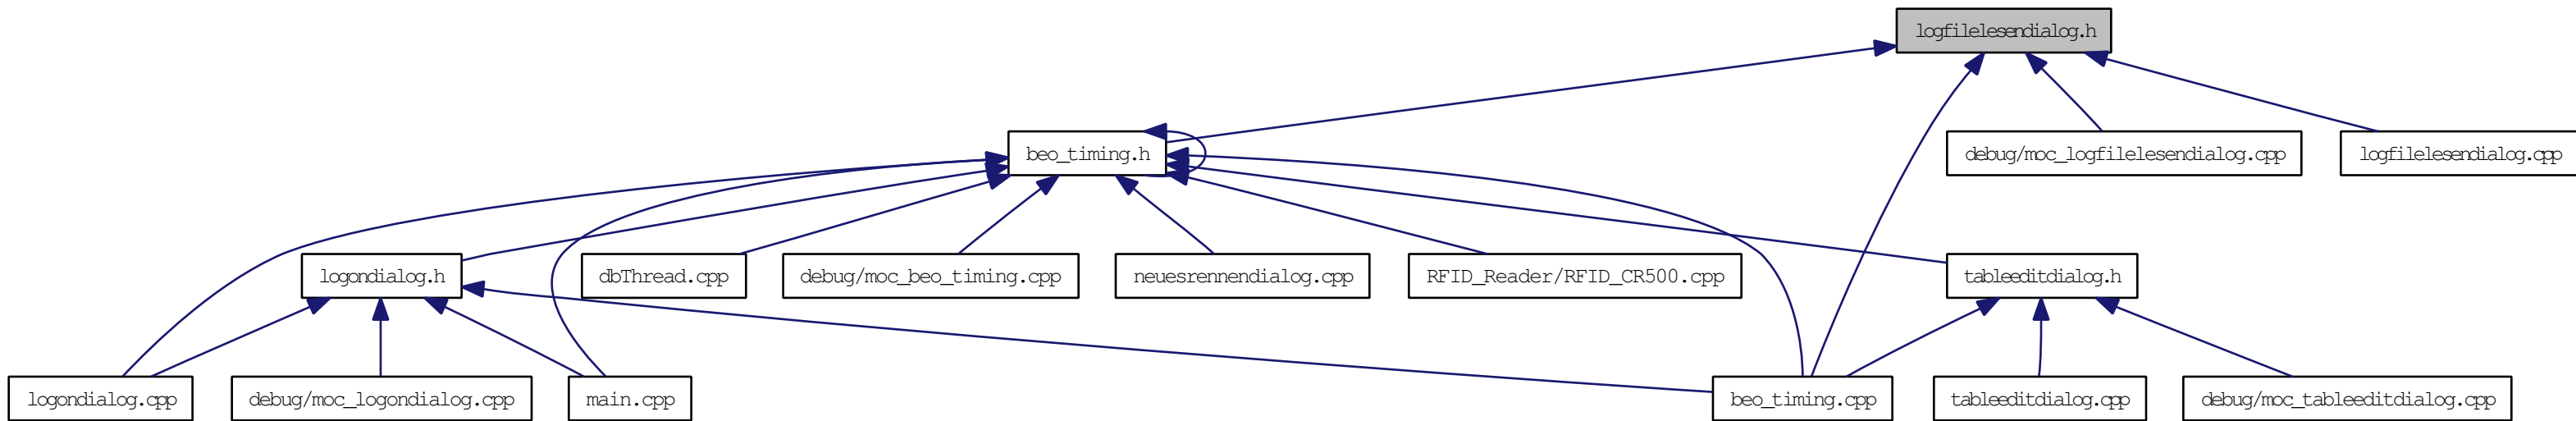 logfilelesendialog.h
beo_timing.h
debug/moc_logfilelesendialog.cpp
logfilelesendialog.cpp
logondialog.h
dbThread.cpp
debug/moc_beo_timing.cpp
neuesrennendialog.cpp
RFID_Reader/RFID_CR500.cpp
tableeditdialog.h
logondialog.cpp
debug/moc_logondialog.cpp
main.cpp
beo_timing.cpp
tableeditdialog.cpp
debug/moc_tableeditdialog.cpp